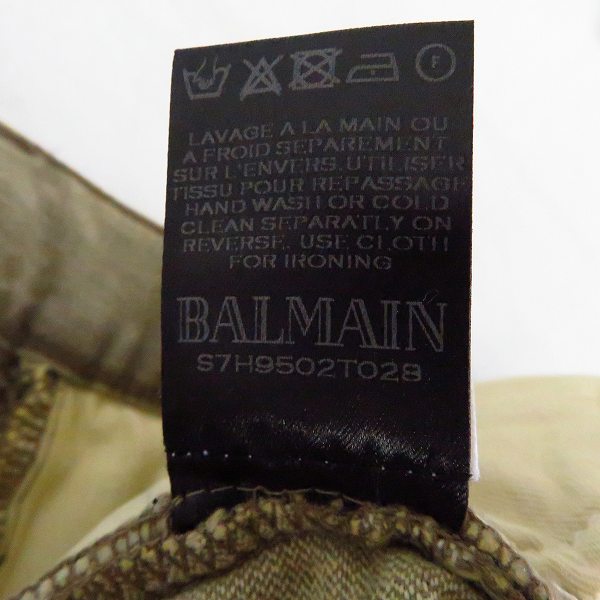 F
LAVAGE A LA MAIN OU
A FROID SEPAREMENT
SUR L'ENVERS. UTILISER
TISSU POUR REPASSAGE
HAND WASH OR COLD
CLEAN SEPARATLY ON
REVERSE. USE CLOTH
FOR IRONING
BALMAIN
S7H9502T028